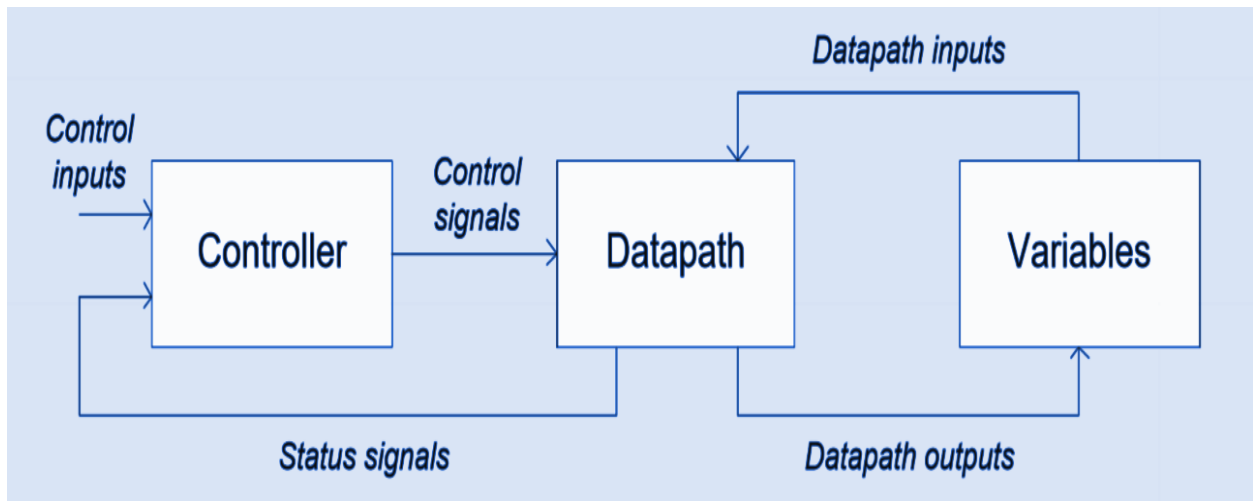 Datapath inputs
Control
inputs
Control
signals
Controller
Datapath
Variables
Status signals
Datapath outputs